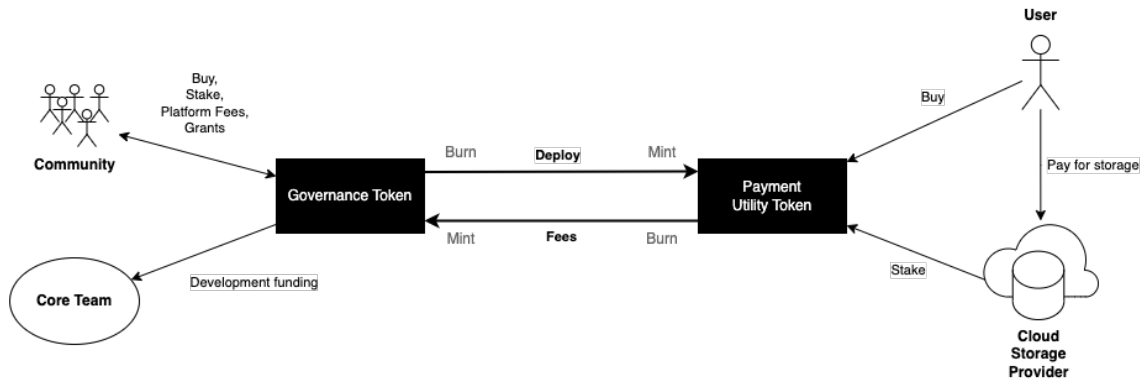 User
Buy,
Stake,
Platform Fees,
Grants
Community
Buy
Burn
Deploy
Mint
Pay for storage
Governance Token
Payment
Utility Token
Mint
Fees
Burn
Stake
Development funding
Core Team
Cloud
Storage
Provider